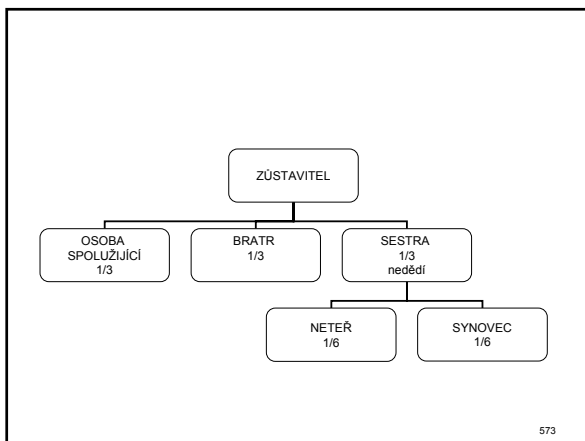 ZŮSTAVITEL
OSOBA
SPOLUŽIJÍCÍ
1/3
BRATR
1/3
SESTRA
1/3
nedědí
NETEŘ
1/6
SYNOVEC
1/6
573